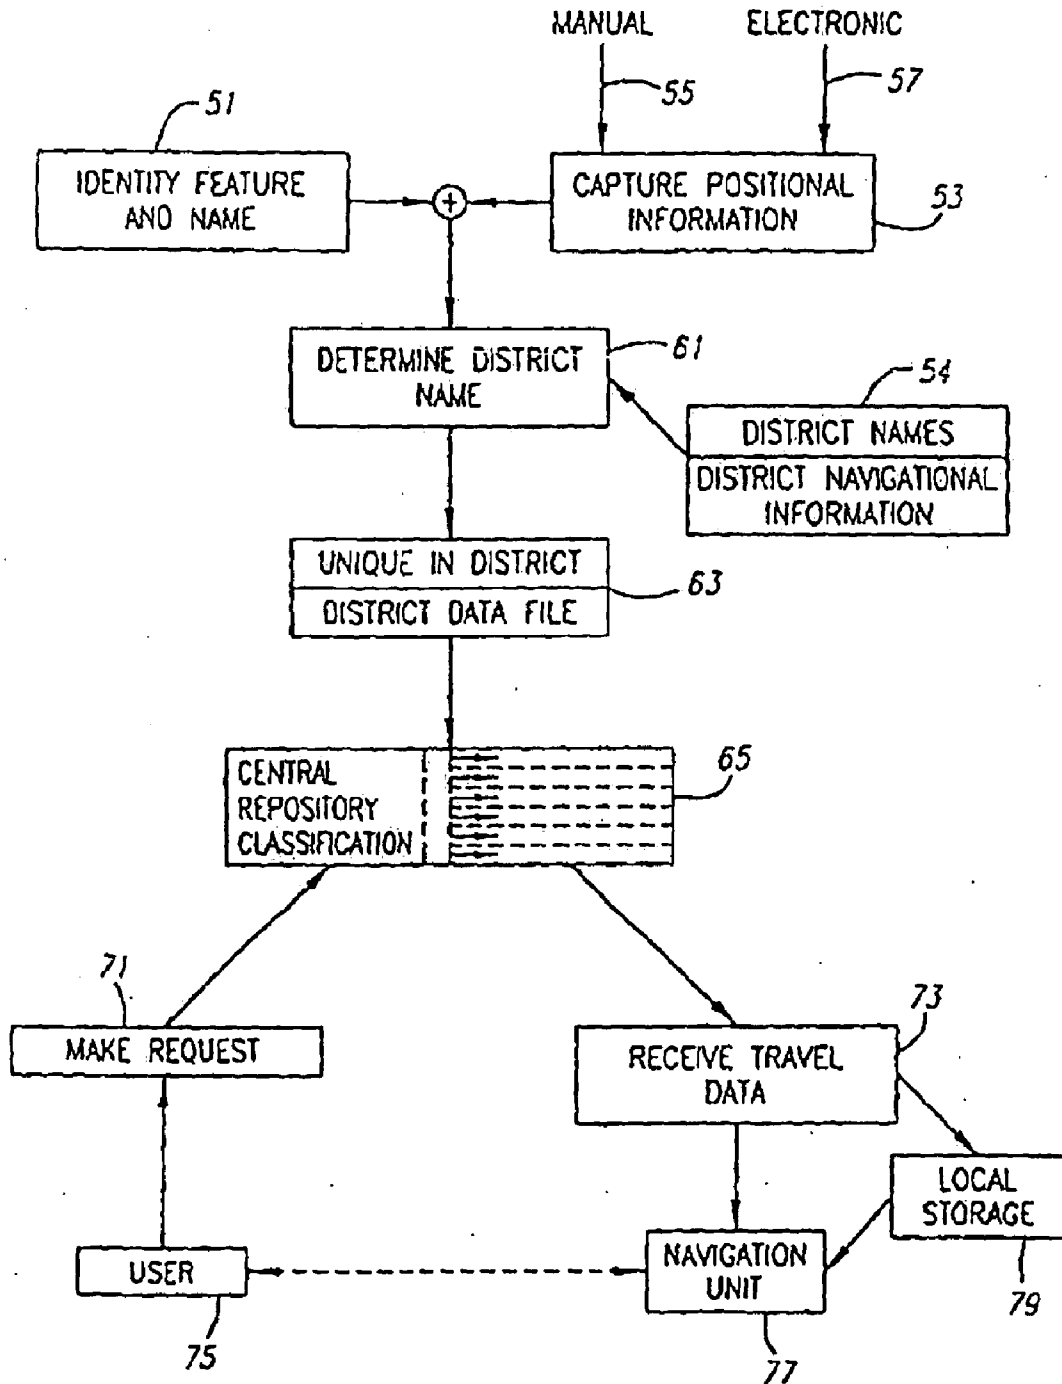 MANUAL
ELECTRONIC
55
57
51
IDENTITY FEATURE
AND NAME
CAPTURE POSITIONAL
INFORMATION
53
+
DETERMINE DISTRICT
NAME
61
54
DISTRICT NAMES
DISTRICT NAVIGATIONAL
INFORMATION
UNIQUE IN DISTRICT
DISTRICT DATA FILE
63
CENTRAL
REPOSITORY
CLASSIFICATION
65
71
MAKE REQUEST
73
RECEIVE TRAVEL
DATA
LOCAL
STORAGE
79
USER
75
NAVIGATION
UNIT
77